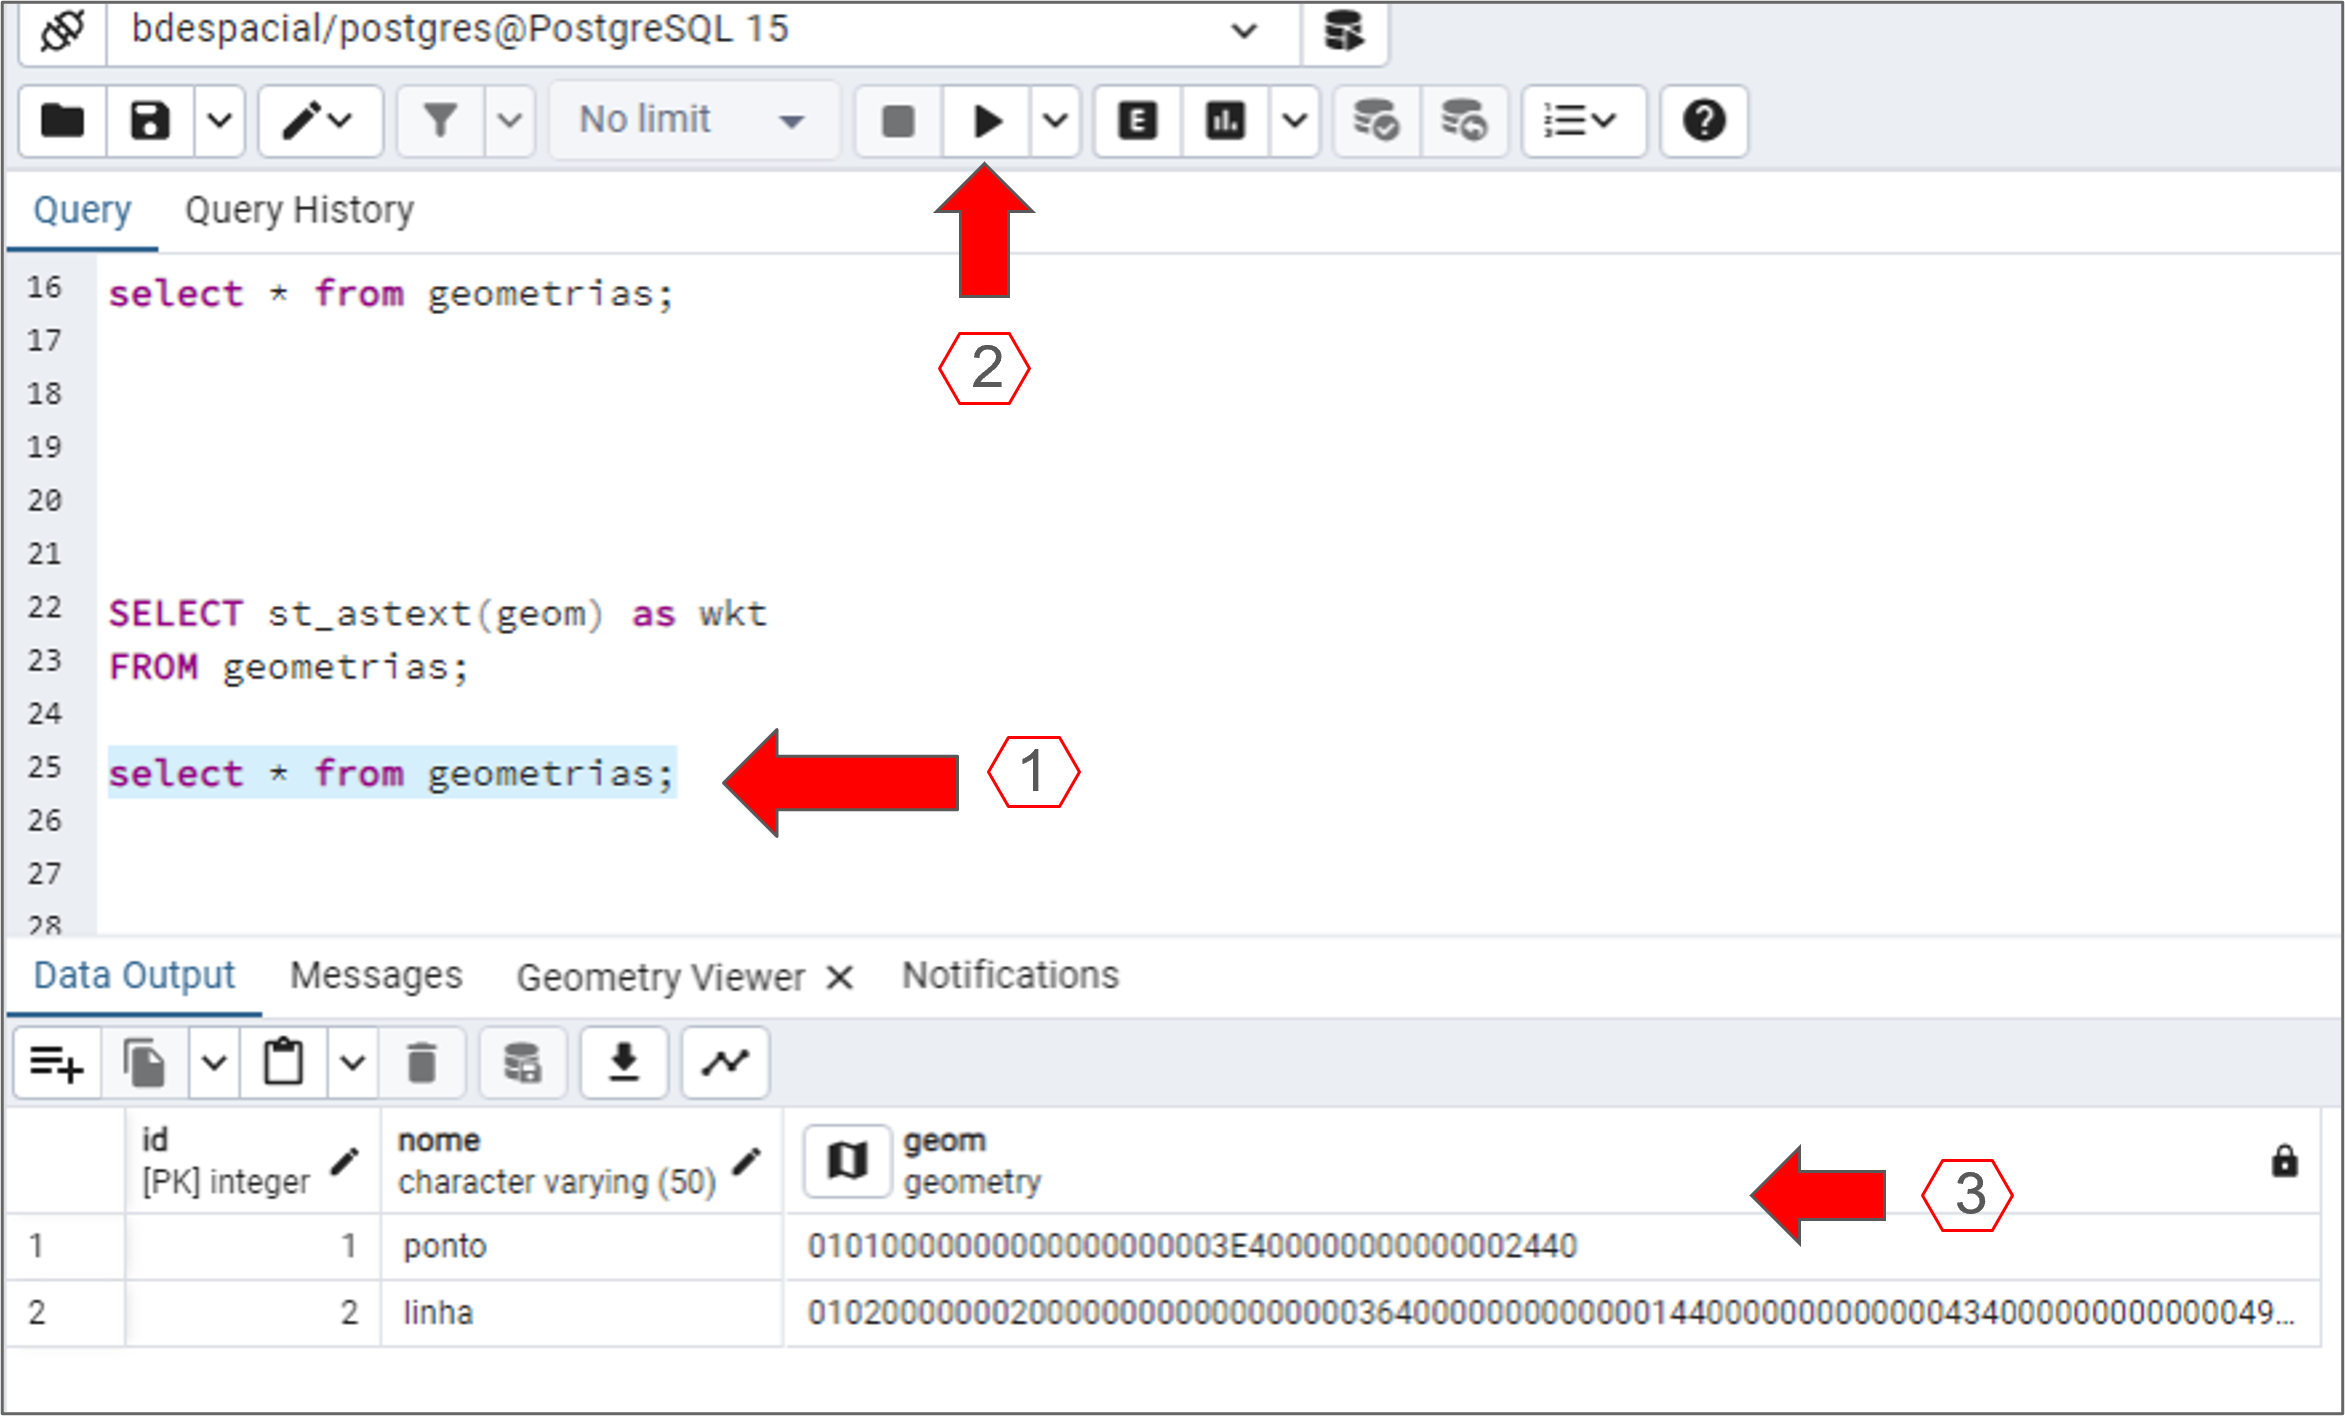 bdespacial/postgres@PostgreSQL 15
No limit
E
?
Query Query History
2
16 select * from geometrias;
17
18
19
20
21
22 SELECT st_astext(geom) as wkt
23 FROM geometrias;
24
25 select * from geometrias;
1
26
27
28
Data Output Messages Geometry Viewer Notifications
id nome geom
[PK] integer character varying (50) geometry
3
1 1 ponto 01010000000000000000003E400000000000002440
2 2 linha